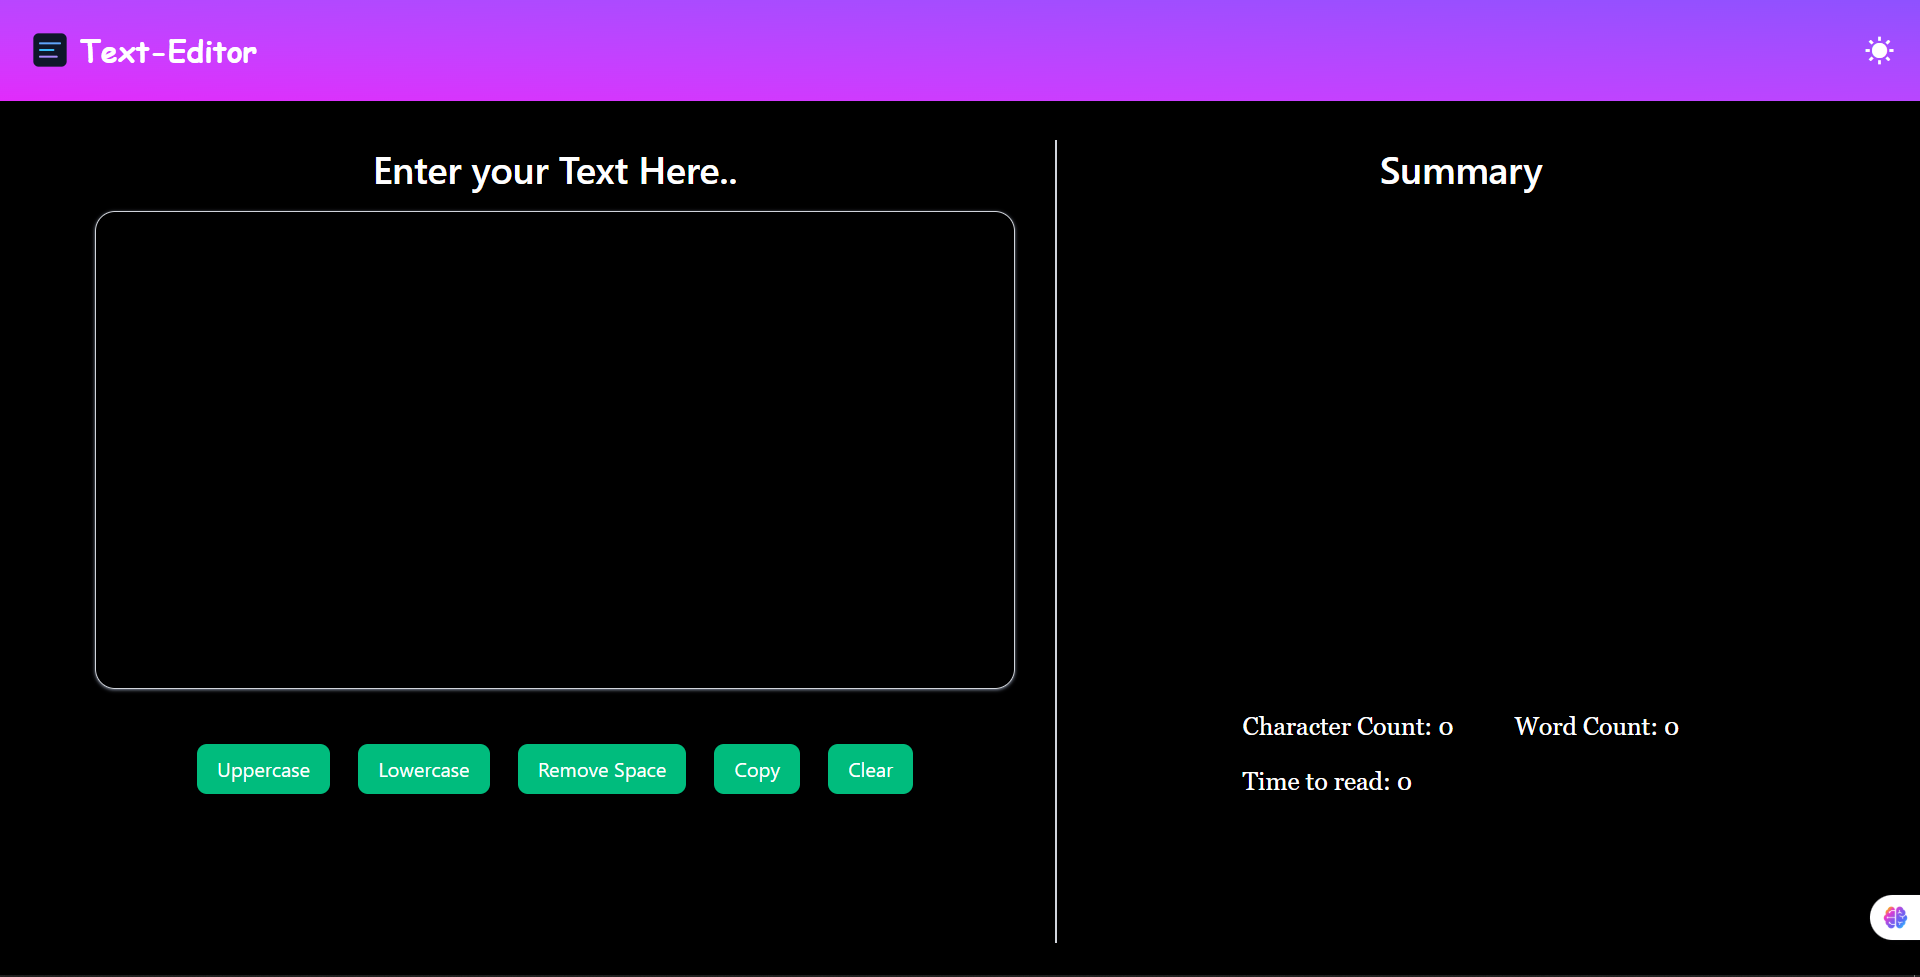 Text-Editor
Enter your Text Here..
Uppercase
Lowercase
Remove Space
Copy
Clear
Summary
Character Count: 0
Word Count: 0
Time to read: 0